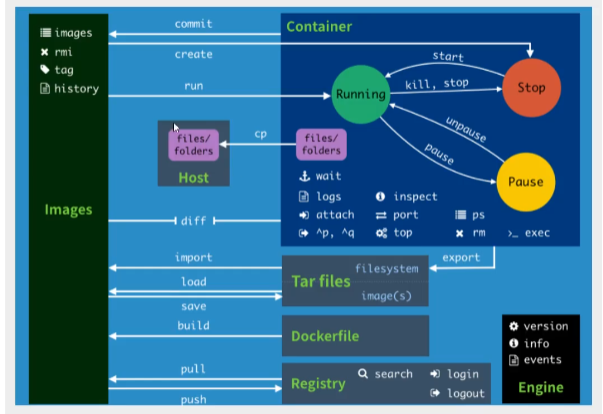 images
rmi
tag
history
Images
commit
create
run
Container
Running
start
kill, stop
Stop
unpause
pause
Pause
files/
folders
Host
cp
files/
folders
wait
logs
inspect
attach
port
ps
^p, ^q
top
rm
>_ exec
diff
import
export
load
save
Tar files
filesystem
image(s)
build
Dockerfile
pull
push
Registry
search
login
logout
version
info
events
Engine